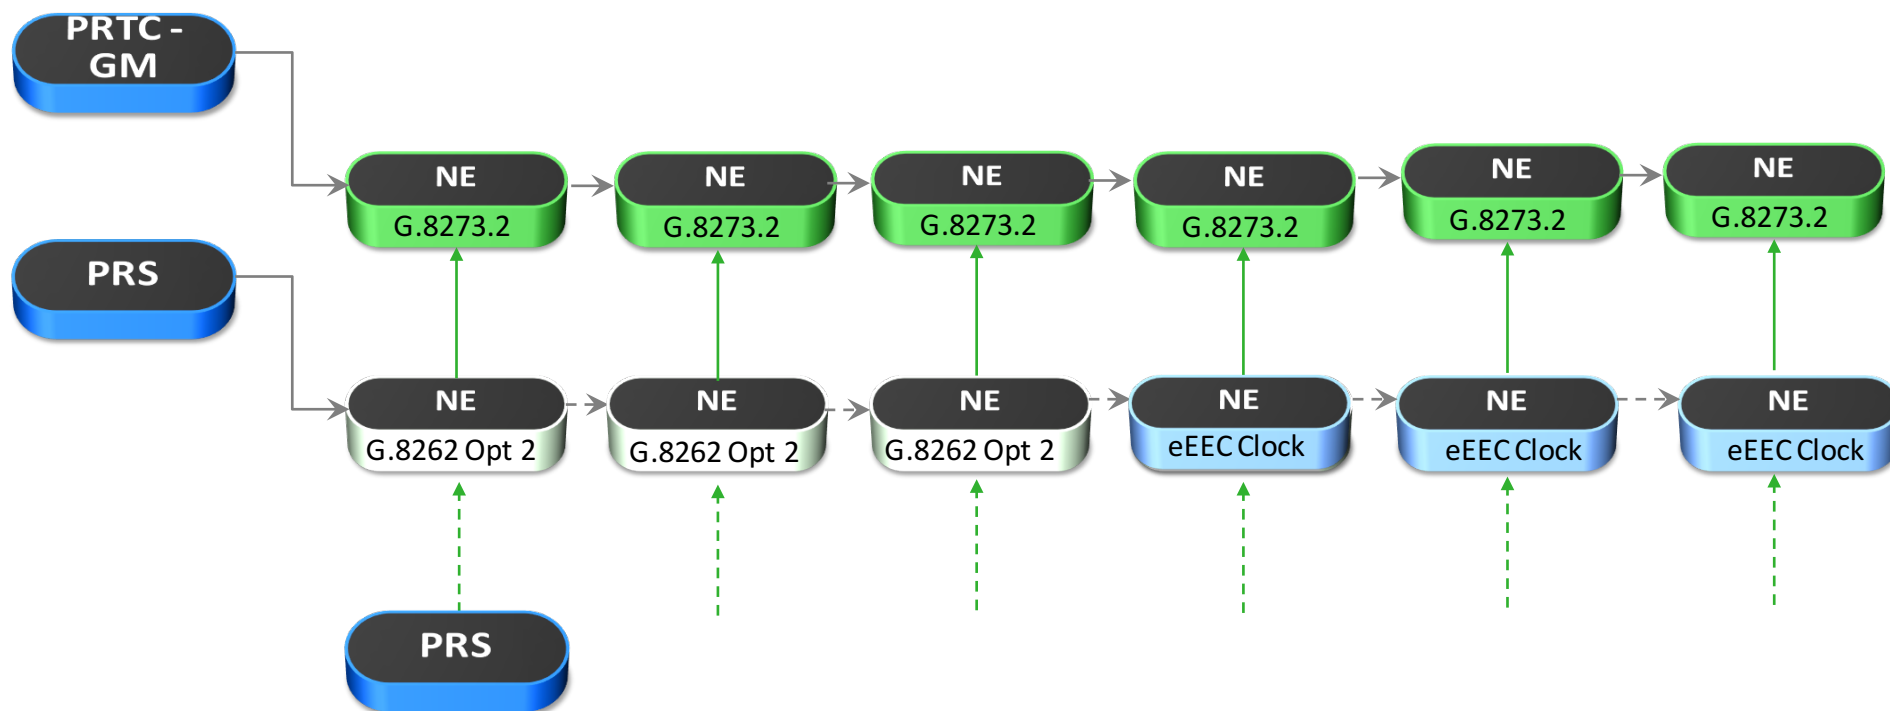 PRTC -
GM
NE
G.8273.2
NE
G.8273.2
NE
G.8273.2
NE
G.8273.2
NE
G.8273.2
NE
G.8273.2
PRS
NE
G.8262 Opt 2
NE
G.8262 Opt 2
NE
G.8262 Opt 2
NE
eEEC Clock
NE
eEEC Clock
NE
eEEC Clock
PRS